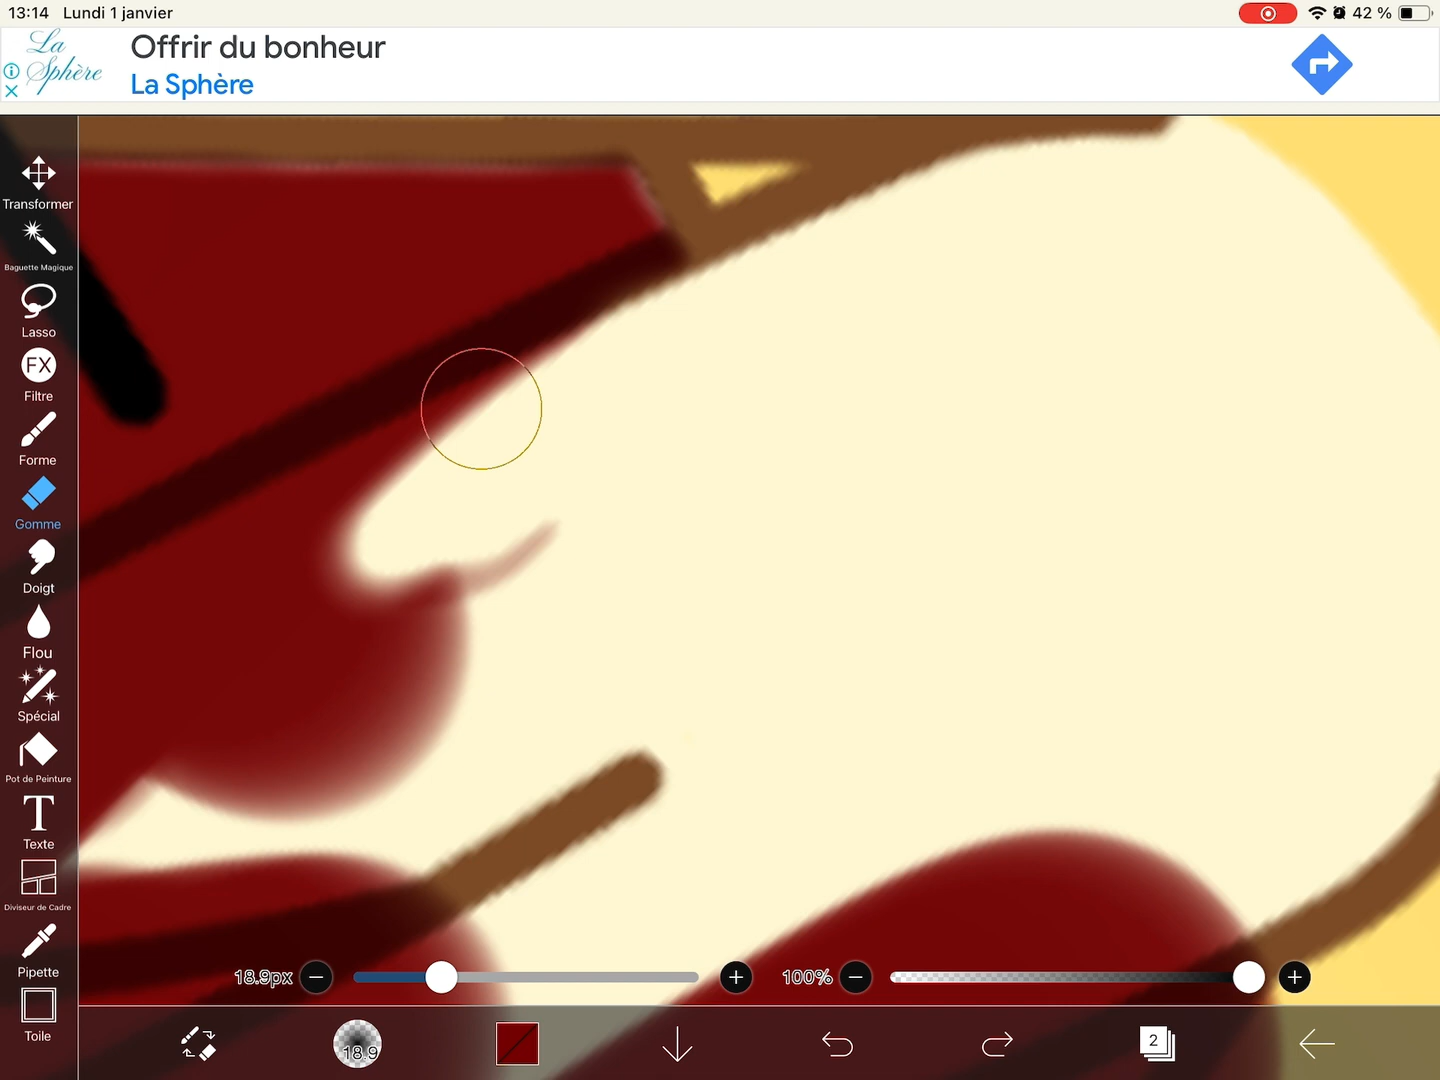 13:14 Lundi 1 janvier
42 %
La Sphère
Offrir du bonheur
La Sphère
Transformer
Baguette Magique
Lasso
FX
Filtre
Forme
Gomme
Doigt
Flou
Spécial
Pot de Peinture
T
Texte
Diviseur de Cadre
Pipette
Toile
18.9px
100%
18.9
2